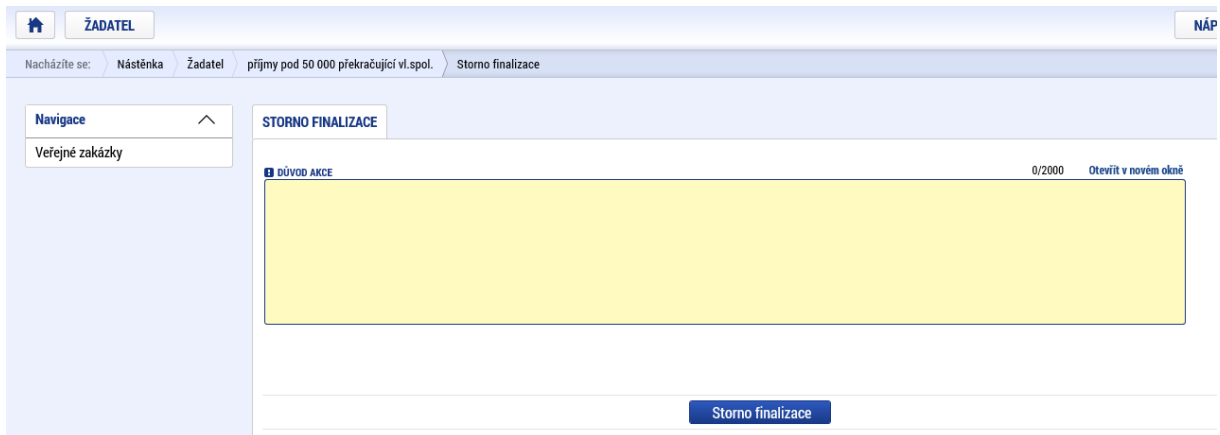 ŽADATEL
NÁP
Nacházíte se: Nástěnka Žadatel příjmy pod 50 000 překračující vl.spol. Storno finalizace
Navigace
Veřejné zakázky
STORNO FINALIZACE
DŮVOD AKCE 0/2000 Otevřít v novém okně
Storno finalizace